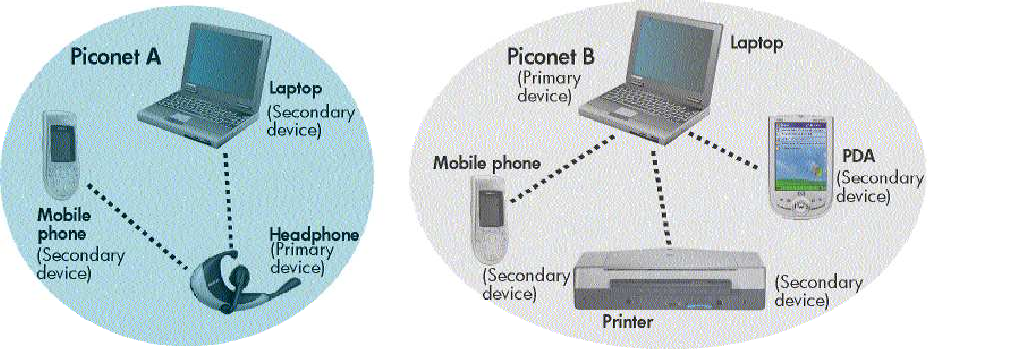 Piconet A
Laptop
(Secondary
device)
Mobile
phone
(Secondary
device)
Headphone
(Primary
device)
Piconet B
(Primary
device)
Laptop
Mobile phone
(Secondary
device)
PDA
(Secondary
device)
(Secondary
device)
Printer